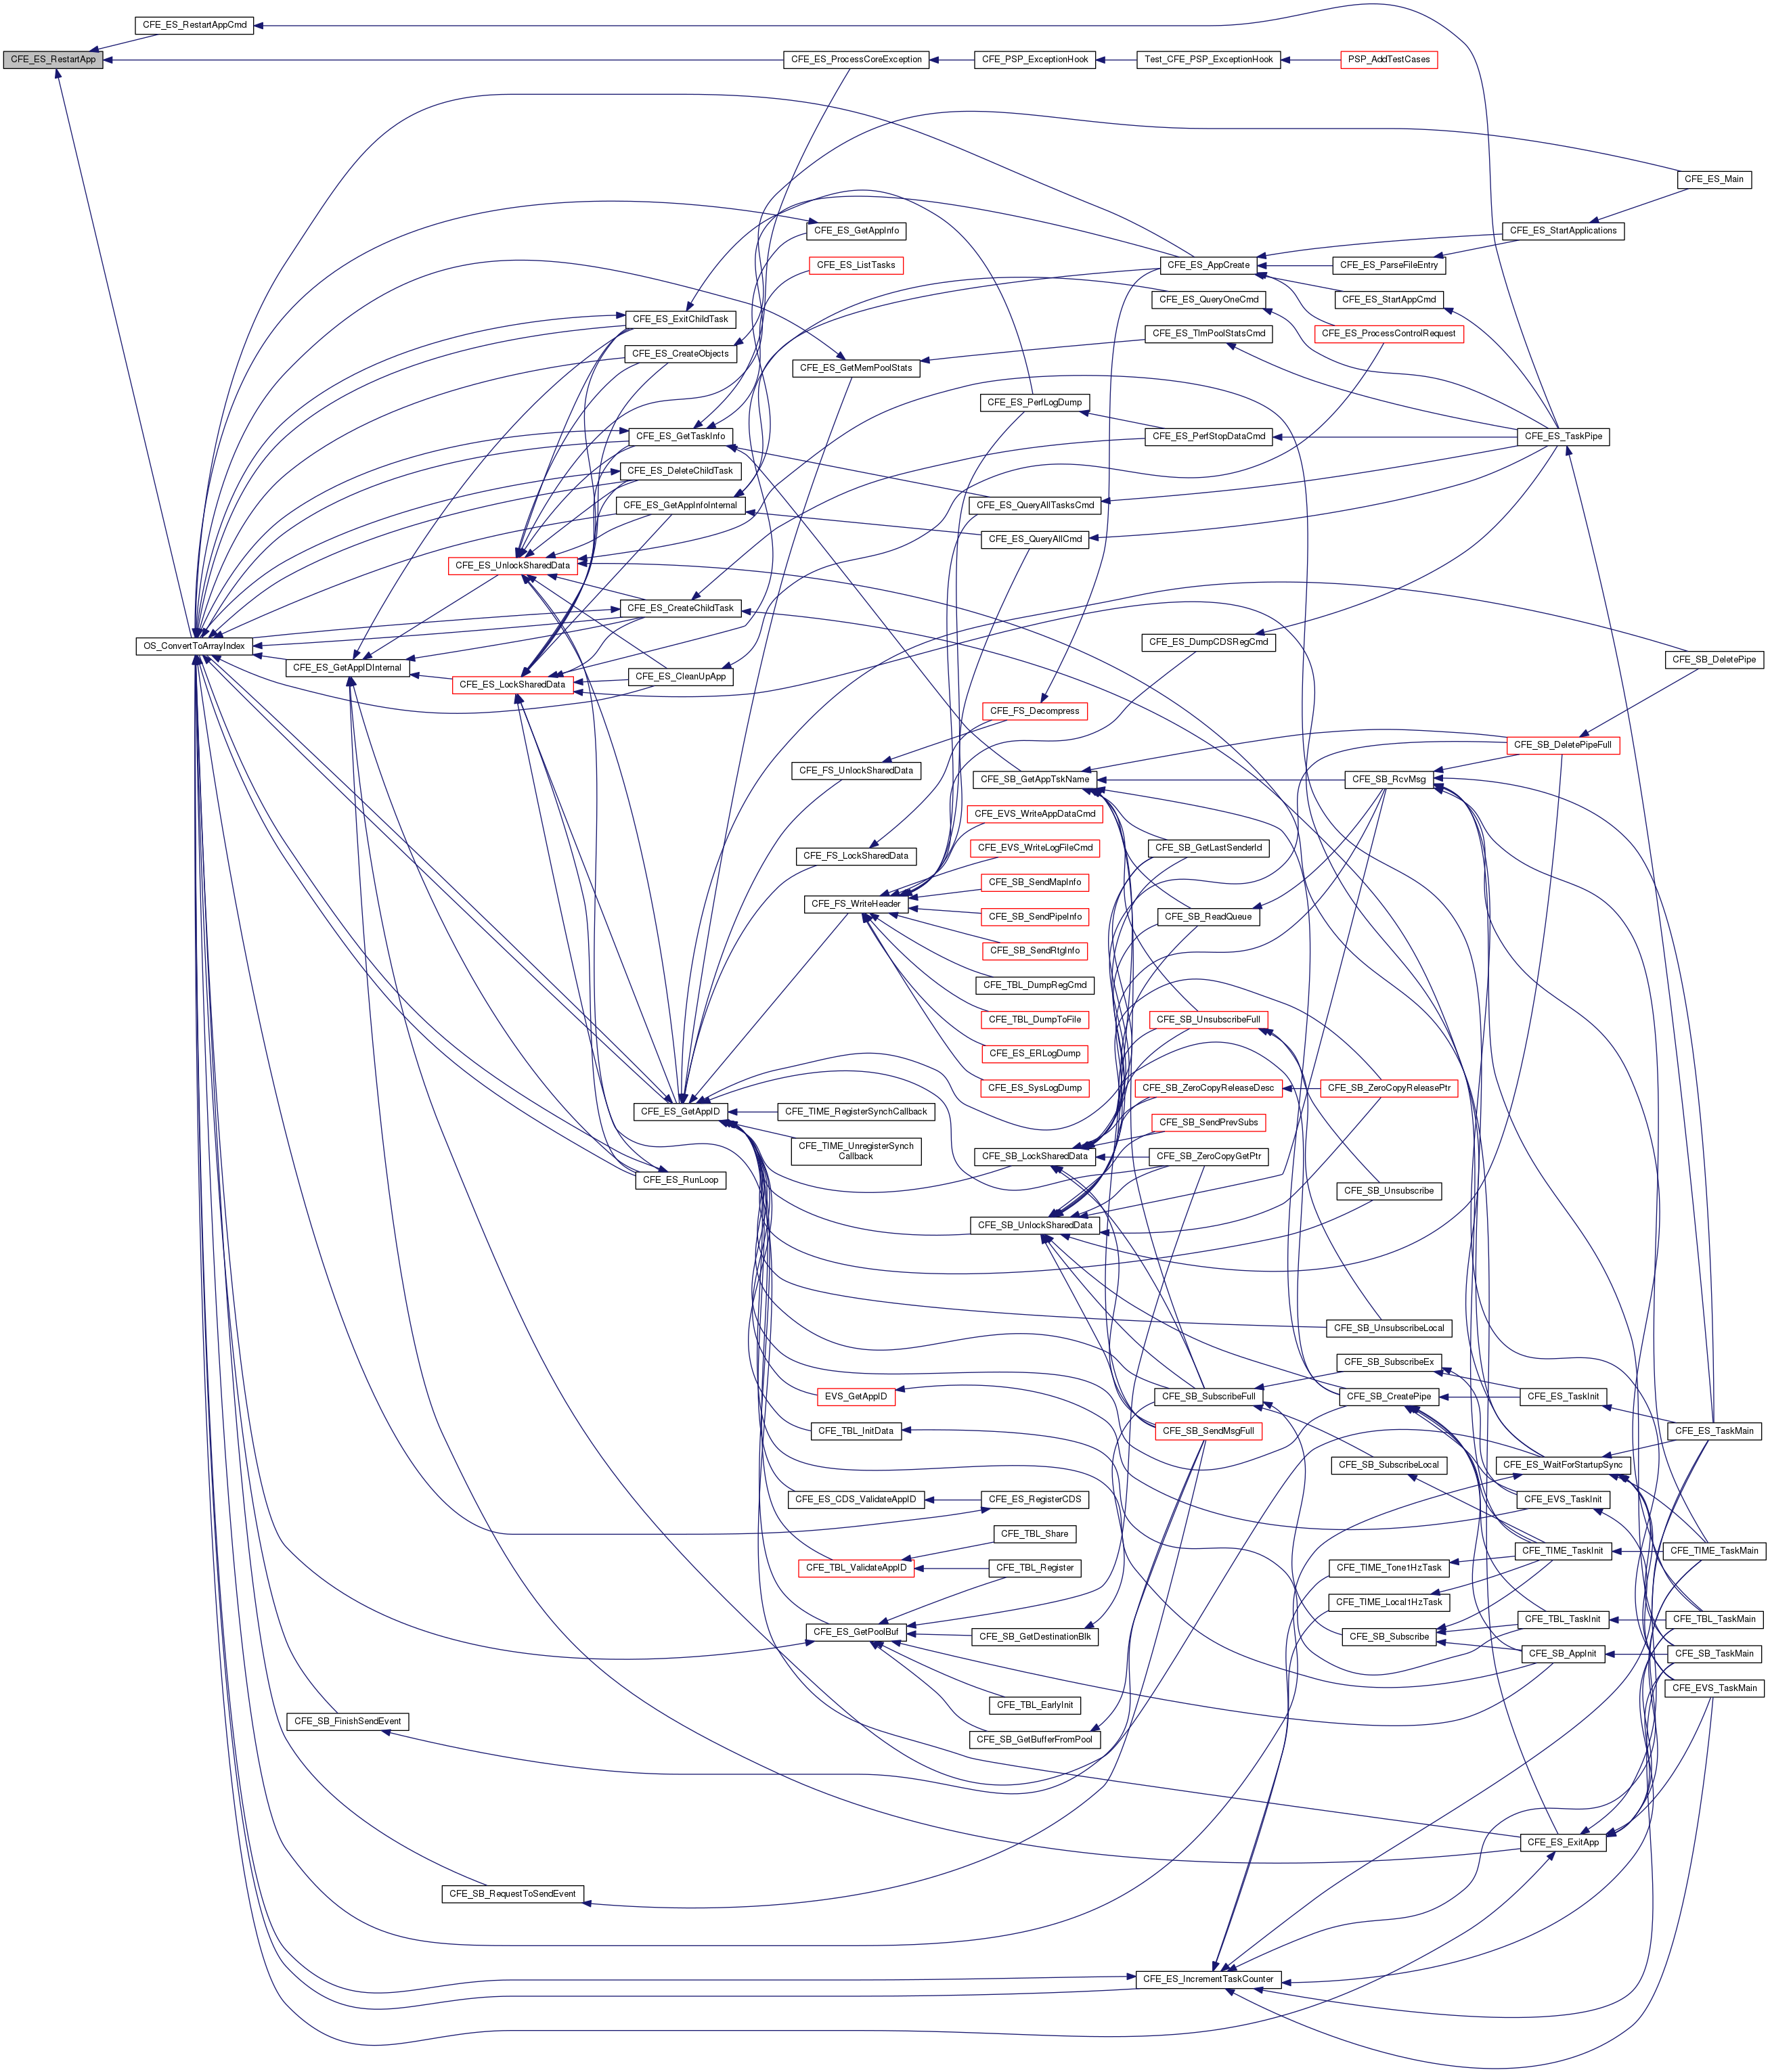 CFE_ES_RestartAppCmd
CFE_ES_RestartApp
CFE_ES_ProcessCoreException
CFE_PSP_ExceptionHook
Test_CFE_PSP_ExceptionHook
PSP_AddTestCases
CFE_ES_Main
CFE_ES_GetAppInfo
CFE_ES_StartApplications
CFE_ES_ListTasks
CFE_ES_AppCreate
CFE_ES_ParseFileEntry
CFE_ES_QueryOneCmd
CFE_ES_StartAppCmd
CFE_ES_ExitChildTask
CFE_ES_TlmPoolStatsCmd
CFE_ES_ProcessControlRequest
CFE_ES_CreateObjects
CFE_ES_GetMemPoolStats
CFE_ES_PerfLogDump
CFE_ES_GetTaskInfo
CFE_ES_PerfStopDataCmd
CFE_ES_TaskPipe
CFE_ES_DeleteChildTask
CFE_ES_GetAppInfoInternal
CFE_ES_QueryAllTasksCmd
CFE_ES_QueryAllCmd
CFE_ES_UnlockSharedData
CFE_ES_CreateChildTask
OS_ConvertToArrayIndex
CFE_ES_DumpCDSRegCmd
CFE_SB_DeletePipe
CFE_ES_GetAppIDInternal
CFE_ES_CleanUpApp
CFE_ES_LockSharedData
CFE_FS_Decompress
CFE_SB_DeletePipeFull
CFE_FS_UnlockSharedData
CFE_SB_GetAppTskName
CFE_SB_RcvMsg
CFE_EVS_WriteAppDataCmd
CFE_EVS_WriteLogFileCmd
CFE_SB_GetLastSenderId
CFE_FS_LockSharedData
CFE_SB_SendMapInfo
CFE_FS_WriteHeader
CFE_SB_SendPipeInfo
CFE_SB_ReadQueue
CFE_SB_SendRtgInfo
CFE_TBL_DumpRegCmd
CFE_TBL_DumpToFile
CFE_SB_UnsubscribeFull
CFE_ES_ERLogDump
CFE_ES_SysLogDump
CFE_SB_ZeroCopyReleaseDesc
CFE_SB_ZeroCopyReleasePtr
CFE_ES_GetAppID
CFE_TIME_RegisterSynchCallback
CFE_SB_SendPrevSubs
CFE_TIME_UnregisterSynch
Callback
CFE_SB_LockSharedData
CFE_SB_ZeroCopyGetPtr
CFE_ES_RunLoop
CFE_SB_Unsubscribe
CFE_SB_UnlockSharedData
CFE_SB_UnsubscribeLocal
CFE_SB_SubscribeEx
EVS_GetAppID
CFE_SB_SubscribeFull
CFE_SB_CreatePipe
CFE_ES_TaskInit
CFE_TBL_InitData
CFE_SB_SendMsgFull
CFE_ES_TaskMain
CFE_SB_SubscribeLocal
CFE_ES_WaitForStartupSync
CFE_ES_CDS_ValidateAppID
CFE_ES_RegisterCDS
CFE_EVS_TaskInit
CFE_TBL_Share
CFE_TIME_TaskInit
CFE_TIME_TaskMain
CFE_TBL_ValidateAppID
CFE_TBL_Register
CFE_TIME_Tone1HzTask
CFE_TIME_Local1HzTask
CFE_TBL_TaskInit
CFE_TBL_TaskMain
CFE_ES_GetPoolBuf
CFE_SB_GetDestinationBlk
CFE_SB_Subscribe
CFE_SB_AppInit
CFE_SB_TaskMain
CFE_EVS_TaskMain
CFE_TBL_EarlyInit
CFE_SB_FinishSendEvent
CFE_SB_GetBufferFromPool
CFE_ES_ExitApp
CFE_SB_RequestToSendEvent
CFE_ES_IncrementTaskCounter